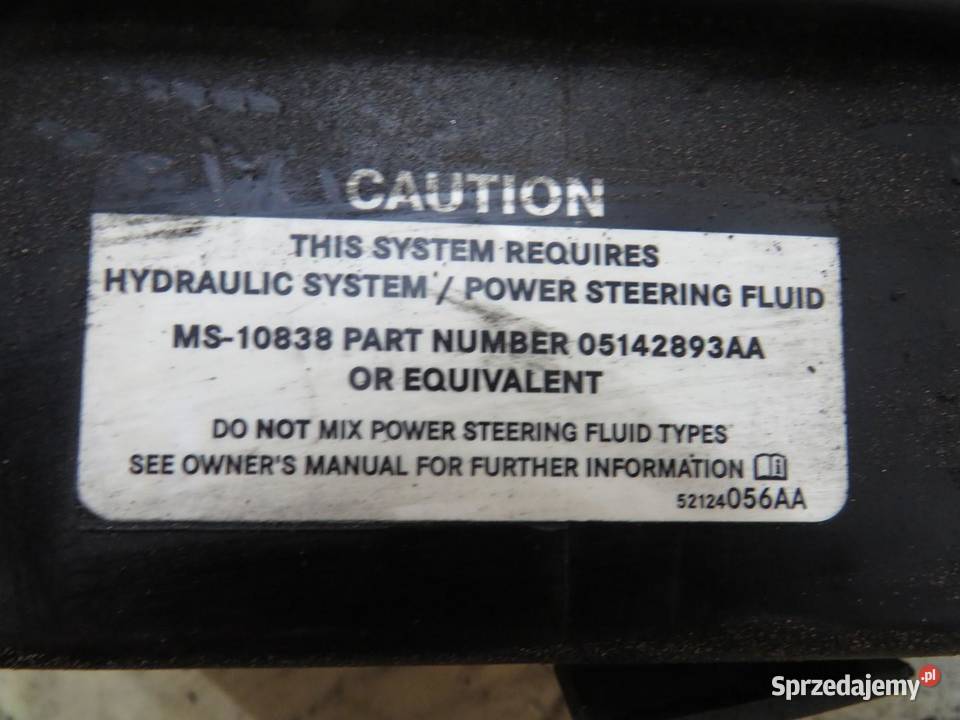 CAUTION
THIS SYSTEM REQUIRES
HYDRAULIC SYSTEM / POWER STEERING FLUID
MS-10838 PART NUMBER 05142893AA
OR EQUIVALENT
DO NOT MIX POWER STEERING FLUID TYPES
SEE OWNER'S MANUAL FOR FURTHER INFORMATION
52124056AA
Sprzedajemy.pl